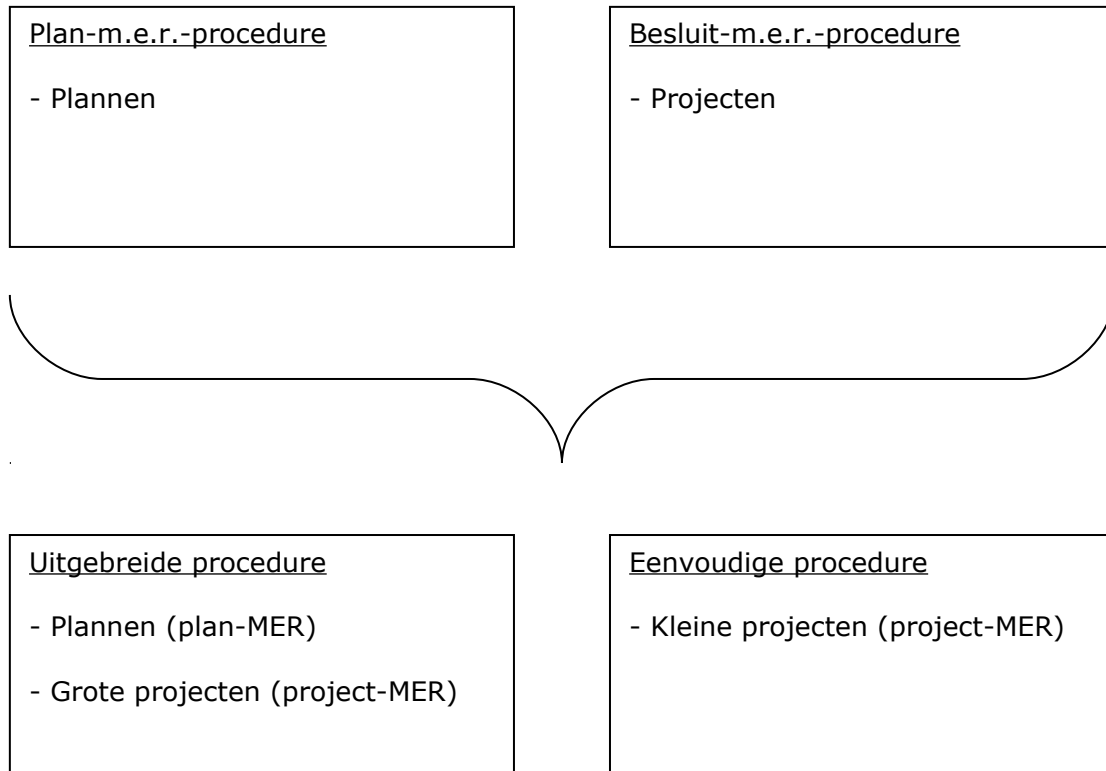 Plan-m.e.r.-procedure
- Plannen
Besluit-m.e.r.-procedure
- Projecten
Uitgebreide procedure
- Plannen (plan-MER)
- Grote projecten (project-MER)
Eenvoudige procedure
- Kleine projecten (project-MER)